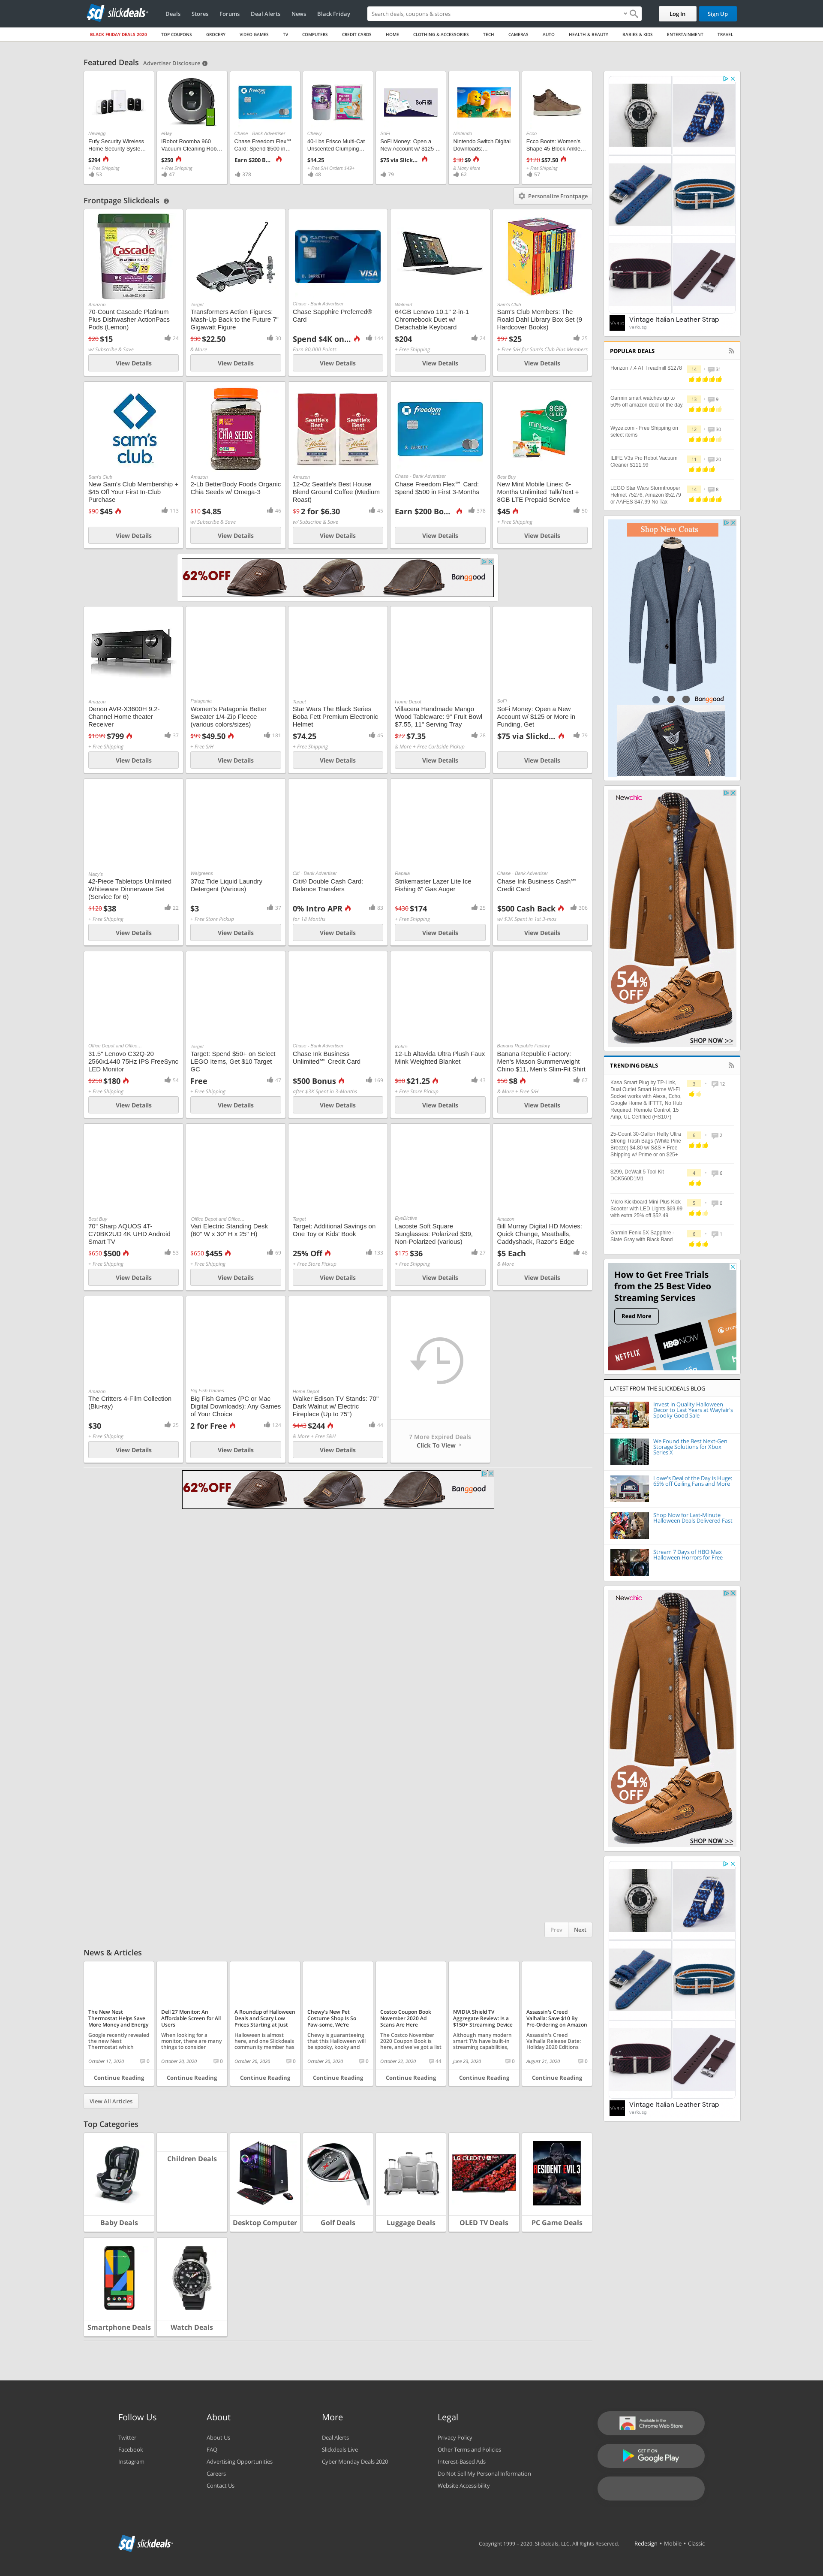 slickdeals
Deals Stores Forums Deal Alerts News Black Friday
Search deals, coupons & stores
Log In Sign Up
BLACK FRIDAY DEALS 2020 TOP COUPONS GROCERY VIDEO GAMES TV COMPUTERS CREDIT CARDS HOME CLOTHING & ACCESSORIES TECH CAMERAS AUTO HEALTH & BEAUTY BABIES & KIDS ENTERTAINMENT TRAVEL
Featured Deals Advertiser Disclosure
Newegg
Eufy Security Wireless
Home Security Syste...
$294
+ Free Shipping
53
eBay
iRobot Roomba 960
Vacuum Cleaning Rob...
$250
+ Free Shipping
47
Chase - Bank Advertiser
Chase Freedom Flex℠
Card: Spend $500 in...
Earn $200 B...
378
Chewy
40-Lbs Frisco Multi-Cat
Unscented Clumping...
$14.25
+ Free S/H Orders $49+
48
SoFi
SoFi Money: Open a
New Account w/ $125 ...
$75 via Slick...
79
Nintendo
Nintendo Switch Digital
Downloads:...
$30 $9
& Many More
62
Ecco
Ecco Boots: Women's
Shape 45 Block Ankle...
$120 $57.50
+ Free Shipping
57
Frontpage Slickdeals
Personalize Frontpage
Amazon
70-Count Cascade Platinum
Plus Dishwasher ActionPacs
Pods (Lemon)
$20 $15
24
w/ Subscribe & Save
View Details
Target
Transformers Action Figures:
Mash-Up Back to the Future 7"
Gigawatt Figure
$30 $22.50
30
& More
View Details
Chase - Bank Advertiser
Chase Sapphire Preferred®
Card
Spend $4K on...
144
Earn 80,000 Points
View Details
Walmart
64GB Lenovo 10.1" 2-in-1
Chromebook Duet w/
Detachable Keyboard
$204
24
+ Free Shipping
View Details
Sam's Club
Sam's Club Members: The
Roald Dahl Library Box Set (9
Hardcover Books)
$97 $25
25
+ Free S/H for Sam's Club Plus Members
View Details
sam's club
Sam's Club
New Sam's Club Membership +
$45 Off Your First In-Club
Purchase
$90 $45
113
View Details
CHIA SEEDS
Amazon
2-Lb BetterBody Foods Organic
Chia Seeds w/ Omega-3
$10 $4.85
46
w/ Subscribe & Save
View Details
Amazon
12-Oz Seattle's Best House
Blend Ground Coffee (Medium
Roast)
$9 2 for $6.30
45
w/ Subscribe & Save
View Details
Chase - Bank Advertiser
Chase Freedom Flex℠ Card:
Spend $500 in First 3-Months
Earn $200 Bo...
378
View Details
Best Buy
New Mint Mobile Lines: 6-
Months Unlimited Talk/Text +
8GB LTE Prepaid Service
$45
50
+ Free Shipping
View Details
62%OFF Banggood
Amazon
Denon AVR-X3600H 9.2-
Channel Home theater
Receiver
$1099 $799
37
+ Free Shipping
View Details
Patagonia
Women's Patagonia Better
Sweater 1/4-Zip Fleece
(various colors/sizes)
$99 $49.50
181
+ Free S/H
View Details
Target
Star Wars The Black Series
Boba Fett Premium Electronic
Helmet
$74.25
45
+ Free Shipping
View Details
Home Depot
Villacera Handmade Mango
Wood Tableware: 9" Fruit Bowl
$7.55, 11" Serving Tray
$22 $7.35
28
& More + Free Curbside Pickup
View Details
SoFi
SoFi Money: Open a New
Account w/ $125 or More in
Funding, Get
$75 via Slickd...
79
View Details
Macy's
42-Piece Tabletops Unlimited
Whiteware Dinnerware Set
(Service for 6)
$120 $38
22
+ Free Shipping
View Details
Walgreens
37oz Tide Liquid Laundry
Detergent (Various)
$3
37
+ Free Store Pickup
View Details
Citi - Bank Advertiser
Citi® Double Cash Card:
Balance Transfers
0% Intro APR
83
for 18 Months
View Details
Rapala
Strikemaster Lazer Lite Ice
Fishing 6" Gas Auger
$430 $174
25
+ Free Shipping
View Details
Chase - Bank Advertiser
Chase Ink Business Cash℠
Credit Card
$500 Cash Back
306
w/ $3K Spent in 1st 3-mos
View Details
Office Depot and Office...
31.5" Lenovo C32Q-20
2560x1440 75Hz IPS FreeSync
LED Monitor
$250 $180
54
+ Free Shipping
View Details
Target
Target: Spend $50+ on Select
LEGO Items, Get $10 Target
GC
Free
47
+ Free Shipping
View Details
Chase - Bank Advertiser
Chase Ink Business
Unlimited℠ Credit Card
$500 Bonus
169
after $3K Spent in 3 Months
View Details
Kohl's
12-Lb Altavida Ultra Plush Faux
Mink Weighted Blanket
$80 $21.25
43
+ Free Store Pickup
View Details
Banana Republic Factory
Banana Republic Factory:
Men's Mason Summerweight
Chino $11, Men's Slim-Fit Shirt
$50 $8
67
& More + Free S/H
View Details
Best Buy
70" Sharp AQUOS 4T-
C70BK2UD 4K UHD Android
Smart TV
$650 $500
53
+ Free Shipping
View Details
Office Depot and Office...
Vari Electric Standing Desk
(60" W x 30" H x 25" H)
$650 $455
69
+ Free Shipping
View Details
Target
Target: Additional Savings on
One Toy or Kids' Book
25% Off
133
+ Free Store Pickup
View Details
EyeDictive
Lacoste Soft Square
Sunglasses: Polarized $39,
Non-Polarized (various)
$175 $36
27
+ Free Shipping
View Details
Amazon
Bill Murray Digital HD Movies:
Quick Change, Meatballs,
Caddyshack, Razor's Edge
$5 Each
48
& More
View Details
Amazon
The Critters 4-Film Collection
(Blu-ray)
$30
25
+ Free Shipping
View Details
Big Fish Games
Big Fish Games (PC or Mac
Digital Downloads): Any Games
of Your Choice
2 for Free
124
View Details
Home Depot
Walker Edison TV Stands: 70"
Dark Walnut w/ Electric
Fireplace (Up to 75")
$443 $244
44
& More + Free S&H
View Details
7 More Expired Deals
Click To View
62%OFF Banggood
Prev Next
Vintage Italian Leather Strap
vario.sg
POPULAR DEALS
Horizon 7.4 AT Treadmill $1278
14 31
Garmin smart watches up to
50% off amazon deal of the day
13 9
Wyze.com - Free Shipping on
select items
12 30
ILIFE V3s Pro Robot Vacuum
Cleaner $111.99
11 20
LEGO Star Wars Stormtrooper
Helmet 75276, Amazon $52.79
or AAFES $47.99 No Tax
14 8
Shop New Coats
Banggood
Newchic
54% OFF
SHOP NOW >>
TRENDING DEALS
Kasa Smart Plug by TP-Link,
Dual Outlet Smart Home Wi-Fi
Socket works with Alexa, Echo,
Google Home & IFTTT, No Hub
Required, Remote Control, 15
Amp, UL Certified (HS107)
3 12
25-Count 30-Gallon Hefty Ultra
Strong Trash Bags (White Pine
Breeze) $4.80 w/ S&S + Free
Shipping w/ Prime or on $25+
6 2
$299, DeWalt 5 Tool Kit
DCK560D1M1
4 6
Micro Kickboard Mini Plus Kick
Scooter with LED Lights $69.99
with extra 25% off $52.49
5 0
Garmin Fenix 5X Sapphire -
Slate Gray with Black Band
6 1
How to Get Free Trials
from the 25 Best Video
Streaming Services
Read More
NETFLIX HBO NOW
LATEST FROM THE SLICKDEALS BLOG
Invest in Quality Halloween
Decor to Last Years at Wayfair's
Spooky Good Sale
We Found the Best Next-Gen
Storage Solutions for Xbox
Series X
Lowe's Deal of the Day is Huge:
65% off Ceiling Fans and More
Shop Now for Last-Minute
Halloween Deals Delivered Fast
Stream 7 Days of HBO Max
Halloween Horrors for Free
Newchic
54% OFF
SHOP NOW >>
Vintage Italian Leather Strap
vario.sg
News & Articles
The New Nest
Thermostat Helps Save
More Money and Energy
Google recently revealed
the new Nest
Thermostat which
October 17, 2020 0
Continue Reading
Dell 27 Monitor: An
Affordable Screen for All
Users
When looking for a
monitor, there are many
things to consider
October 20, 2020 0
Continue Reading
A Roundup of Halloween
Deals and Scary Low
Prices Starting at Just
Halloween is almost
here, and one Slickdeals
community member has
October 20, 2020 0
Continue Reading
Chewy's New Pet
Costume Shop Is So
Paw-some, We're
Chewy is guaranteeing
that this Halloween will
be spooky, kooky and
October 20, 2020 0
Continue Reading
Costco Coupon Book
November 2020 Ad
Scans Are Here
The Costco November
2020 Coupon Book is
here, and we've got a list
October 22, 2020 44
Continue Reading
NVIDIA Shield TV
Aggregate Review: Is a
$150+ Streaming Device
Although many modern
smart TVs have built-in
streaming capabilities,
June 23, 2020 0
Continue Reading
Assassin's Creed
Valhalla: Save $10 By
Pre-Ordering on Amazon
Assassin's Creed
Valhalla Release Date:
Holiday 2020 Editions
August 21, 2020 0
Continue Reading
View All Articles
Top Categories
Baby Deals
Children Deals
Desktop Computer
Golf Deals
Luggage Deals
OLED TV Deals
PC Game Deals
Smartphone Deals
Watch Deals
Follow Us
Twitter
Facebook
Instagram
About
About Us
FAQ
Advertising Opportunities
Careers
Contact Us
More
Deal Alerts
Slickdeals Live
Cyber Monday Deals 2020
Legal
Privacy Policy
Other Terms and Policies
Interest-Based Ads
Do Not Sell My Personal Information
Website Accessibility
Available in the
Chrome Web Store
GET IT ON
Google Play
slickdeals
Copyright 1999 - 2020. Slickdeals, LLC. All Rights Reserved. Redesign • Mobile • Classic